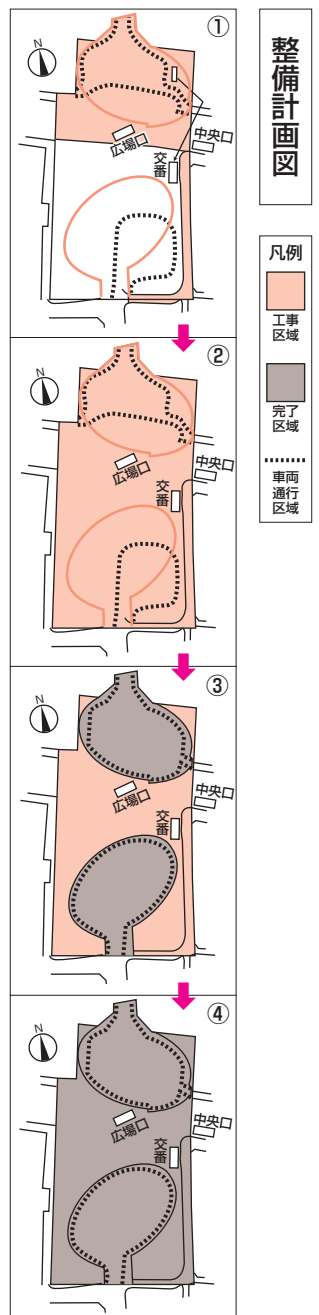 整備計画図
凡例
工事
区域
完了
区域
車両
通行
区域
①
N
中央口
広場口
交番
②
N
中央口
広場口
交番
③
N
中央口
広場口
交番
④
N
中央口
広場口
交番